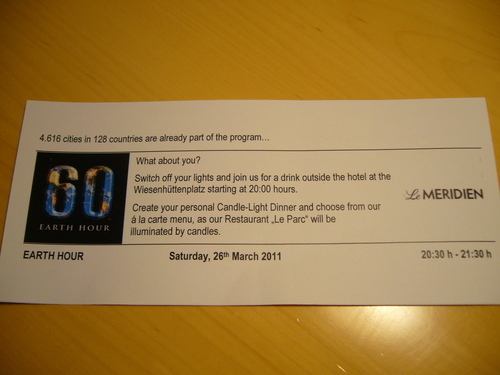 4.616 cities in 128 countries are already part of the program...
60
EARTH HOUR
What about you?
Switch off your lights and join us for a drink outside the hotel at the
Wiesenhüttenplatz starting at 20:00 hours.
Create your personal Candle-Light Dinner and choose from our
à la carte menu, as our Restaurant „Le Parc" will be
illuminated by candles.
Le MERIDIEN
EARTH HOUR Saturday, 26th March 2011 20:30 h - 21:30 h